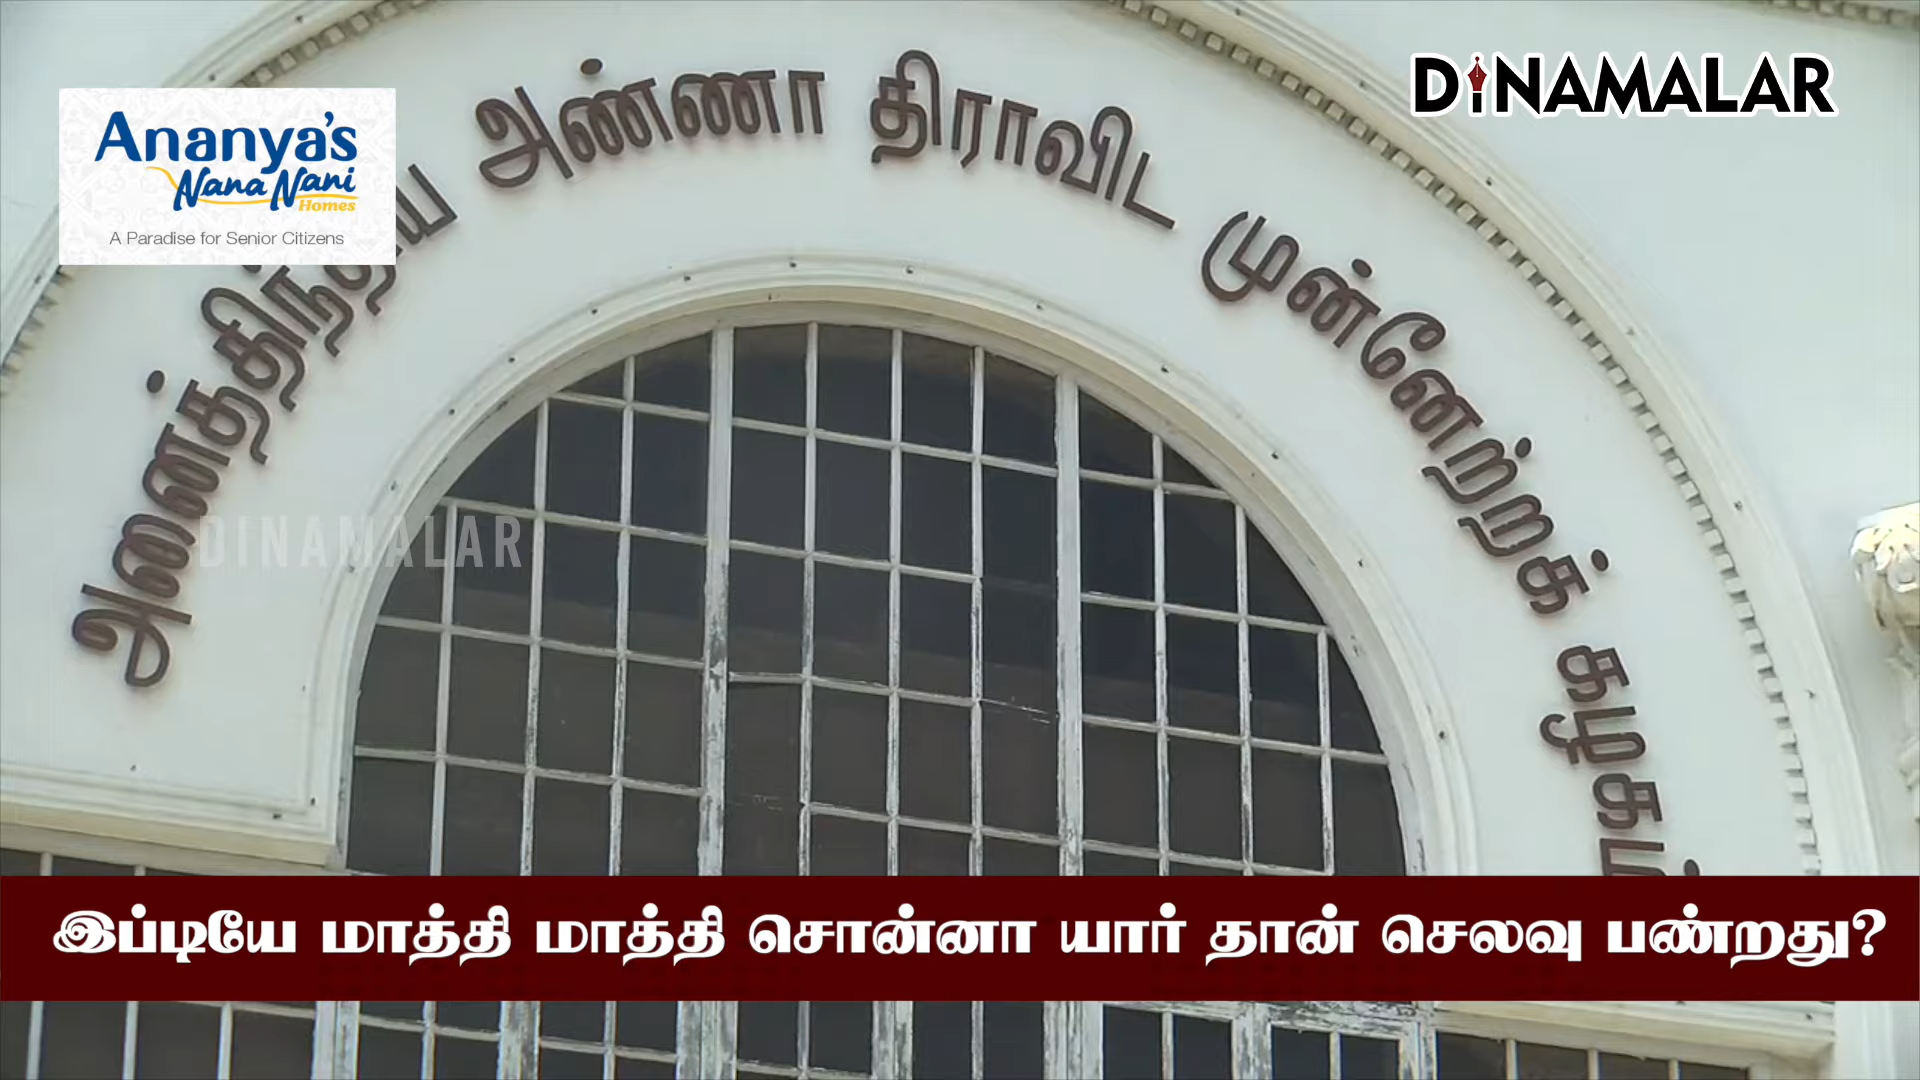 DINAMALAR
Ananya's
Nana Nani
Homes
A Paradise for Senior Citizens
அனைத்திந்திய அண்ணா திராவிட முன்னேற்றக் கழகம்
DINAMALAR
இப்டியே மாத்தி மாத்தி சொன்னா யார் தான் செலவு பண்றது?